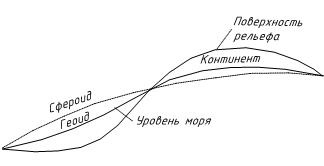 Поверхность
рельефа
Континент
Сфероид
Геоид
Уровень моря